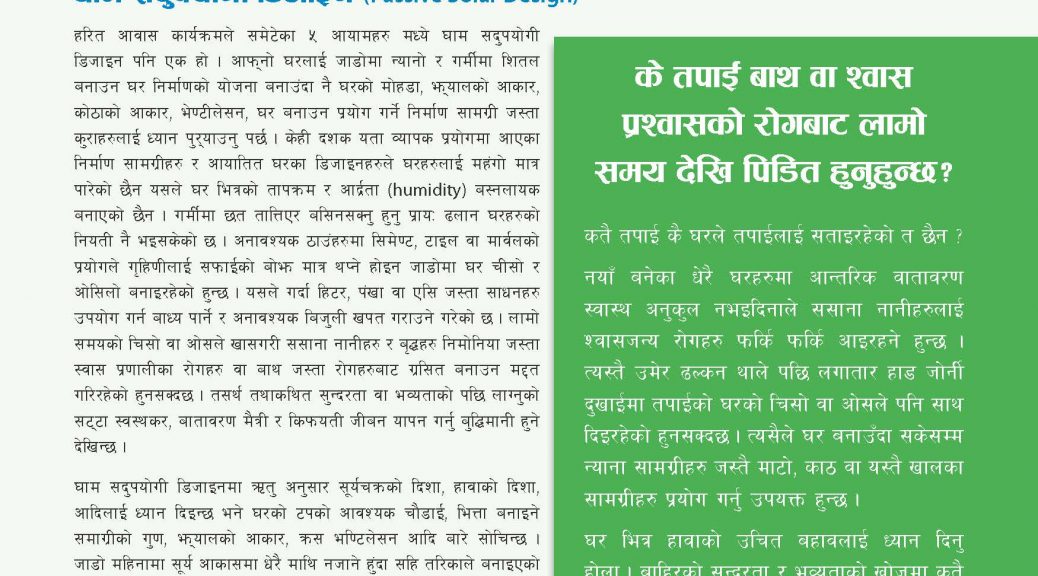 घाम सदुपयोगी डिजाइन (Passive Solar Design)
हरित आवास कार्यक्रमले समेटेका ५ आयामहरु मध्ये घाम सदुपयोगी
डिजाइन पनि एक हो । आफ्नो घरलाई जाडोमा न्यानो र गर्मीमा शितल
बनाउन घर निर्माणको योजना बनाउंदा नै घरको मोहडा, झ्यालको आकार,
कोठाको आकार, भेण्टीलेसन, घर बनाउन प्रयोग गर्ने निर्माण सामग्री जस्ता
कुराहरुलाई ध्यान पुर्‍याउनु पर्छ । केही दशक यता व्यापक प्रयोगमा आएका
निर्माण सामग्रीहरु र आयातित घरका डिजाइनहरुले घरहरुलाई महंगो मात्र
पारेको छैन यसले घर भित्रको तापक्रम र आर्द्रता (humidity) बस्नलायक
बनाएको छैन । गर्मीमा छत तात्तिएर बसिनसक्नु हुनु प्राय: ढलान घरहरुको
नियती नै भइसकेको छ । अनावश्यक ठाउंहरुमा सिमेण्ट, टाइल वा मार्वलको
प्रयोगले गृहिणीलाई सफाईको बोझ मात्र थप्ने होइन जाडोमा घर चीसो र
ओसिलो बनाइरहेको हुन्छ । यसले गर्दा हिटर, पंखा वा एसि जस्ता साधनहरु
उपयोग गर्न बाध्य पार्ने र अनावश्यक बिजुली खपत गराउने गरेको छ । लामो
समयको चिसो वा ओसले खासगरी ससाना नानीहरु र बृद्धहरु निमोनिया जस्ता
स्वास प्रणालीका रोगहरु वा बाथ जस्ता रोगहरुबाट ग्रसित बनाउन मद्दत
गरिरहेको हुनसक्दछ । तसर्थ तथाकथित सुन्दरता वा भव्यताको पछि लाग्नुको
सट्टा स्वस्थकर, बातावरण मैत्री र किफयती जीबन यापन गर्नु बुद्धिमानी हुने
देखिन्छ ।
घाम सदुपयोगी डिजाइनमा ऋतु अनुसार सूर्यचक्रको दिशा, हावाको दिशा,
आदिलाई ध्यान दिइन्छ भने घरको टपको आवश्यक चौडाई, भित्ता बनाइने
समाग्रीको गुण, झ्यालको आकार, क्रस भण्टिलेसन आदि बारे सोचिन्छ ।
जाडो महिनामा सूर्य आकासमा धेरै माथि नजाने हुंदा सहि तरिकाले बनाइएको
के तपाई बाथ वा श्वास
प्रश्वासको रोगबाट लामो
समय देखि पिडित हुनुहुन्छ?
कतै तपाई कै घरले तपाईलाई सताइरहेको त छैन ?
नयाँ बनेका धेरै घरहरुमा आन्तरिक वातावरण
स्वास्थ अनुकुल नभइदिनाले ससाना नानीहरुलाई
श्वासजन्य रोगहरु फर्कि फर्कि आइरहने हुन्छ ।
त्यस्तै उमेर ढल्कन थाले पछि लगातार हाड जोर्नी
दुखाईमा तपाईको घरको चिसो वा ओसले पनि साथ
दिइरहेको हुनसक्दछ । त्यसैले घर बनाउँदा सकेसम्म
न्याना सामग्रीहरु जस्तै माटो, काठ वा यस्तै खालका
सामग्रीहरु प्रयोग गर्नु उपयक्त हुन्छ ।
घर भित्र हावाको उचित बहावलाई ध्यान दिनु
होला । बाहिरको सुन्दरता र भव्यताको खोजमा कतै